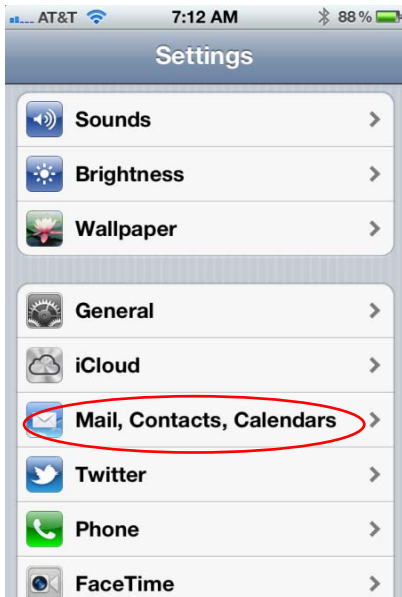 AT&T 7:12 AM 88%
Settings
Sounds
Brightness
Wallpaper
General
iCloud
Mail, Contacts, Calendars
Twitter
Phone
FaceTime